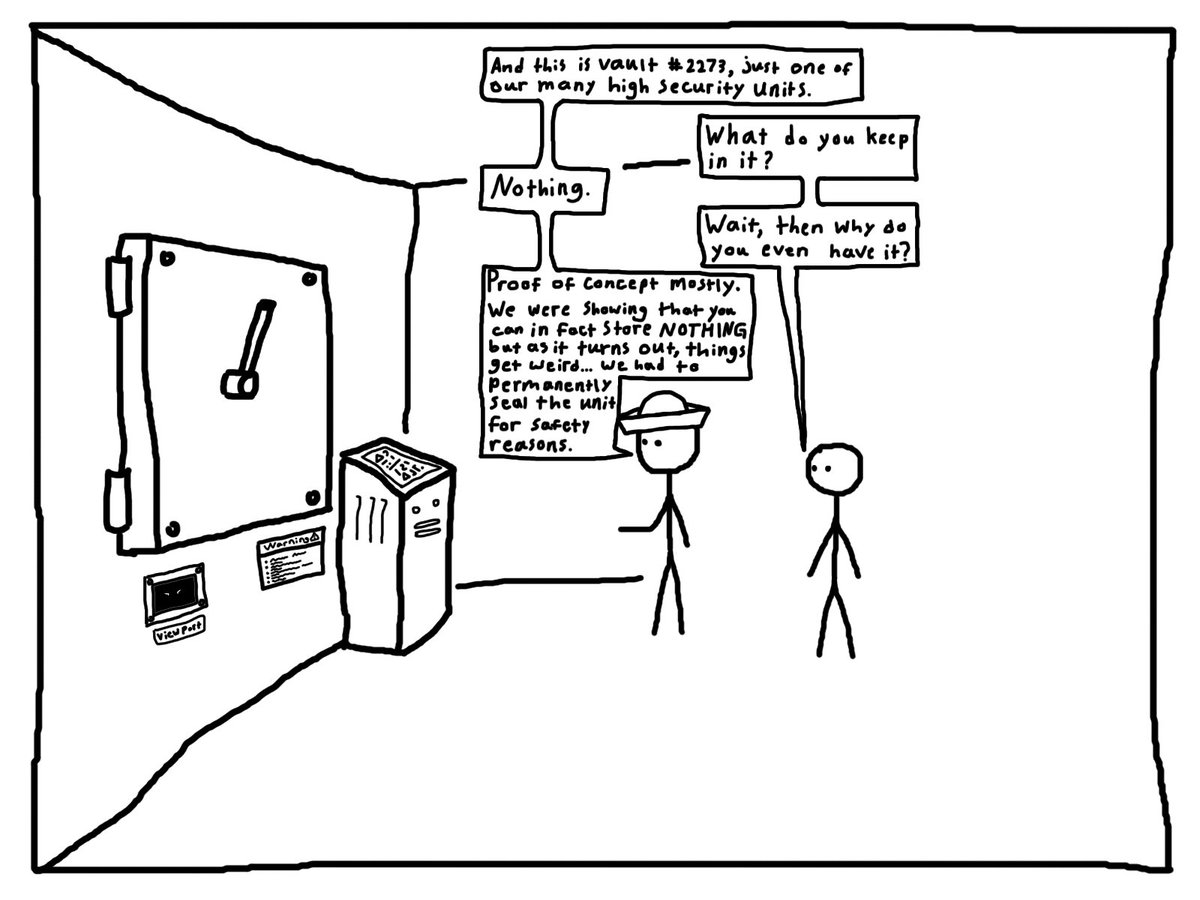 And this is vault #2273, just one of
our many high security units.
What do you keep
in it?
Nothing.
Wait, then why do
you even have it?
Proof of concept mostly.
We were showing that you
can in fact store NOTHING
but as it turns out, things
get weird... we had to
permanently
seal the unit
for safety
reasons.
Warning
View Port